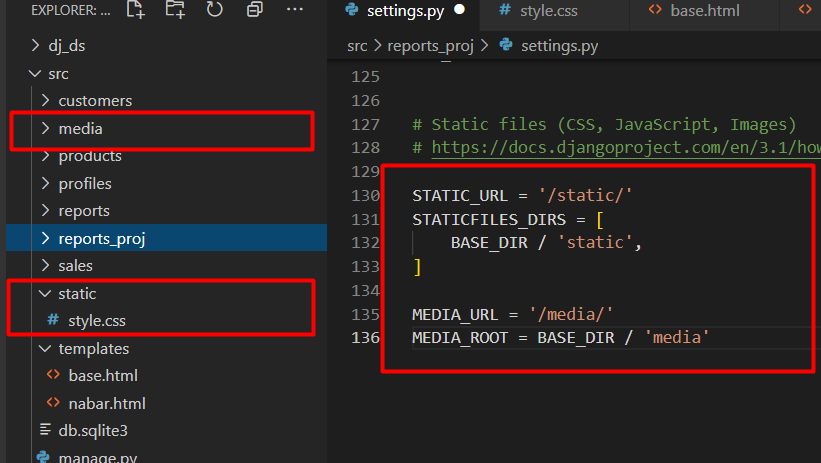 EXPLORER: ...
dj_ds
src
customers
media
products
profiles
reports
reports_proj
sales
static
# style.css
templates
<> base.html
<> nabar.html
db.sqlite3
manage.py
settings.py
# style.css
<> base.html
<>
src > reports_proj > settings.py
125
126
127 # Static files (CSS, JavaScript, Images)
128 # https://docs.djangoproject.com/en/3.1/how
129
130 STATIC_URL = '/static/'
131 STATICFILES_DIRS = [
132 BASE_DIR / 'static',
133 ]
134
135 MEDIA_URL = '/media/'
136 MEDIA_ROOT = BASE_DIR / 'media'